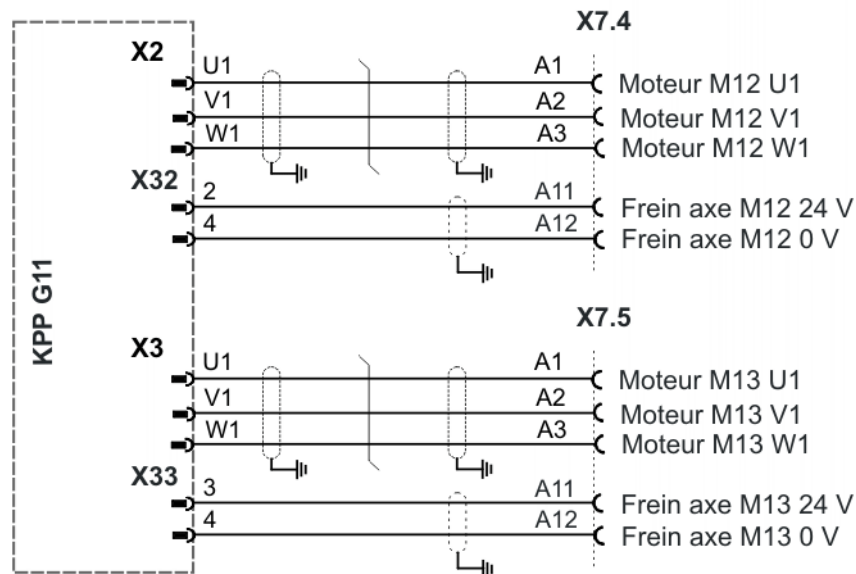 X7.4
X2
U1 A1 Moteur M12 U1
V1 A2 Moteur M12 V1
W1 A3 Moteur M12 W1
X32
2 A11 Frein axe M12 24 V
4 A12 Frein axe M12 0 V
KPP G11
X7.5
X3
U1 A1 Moteur M13 U1
V1 A2 Moteur M13 V1
W1 A3 Moteur M13 W1
X33
3 A11 Frein axe M13 24 V
4 A12 Frein axe M13 0 V